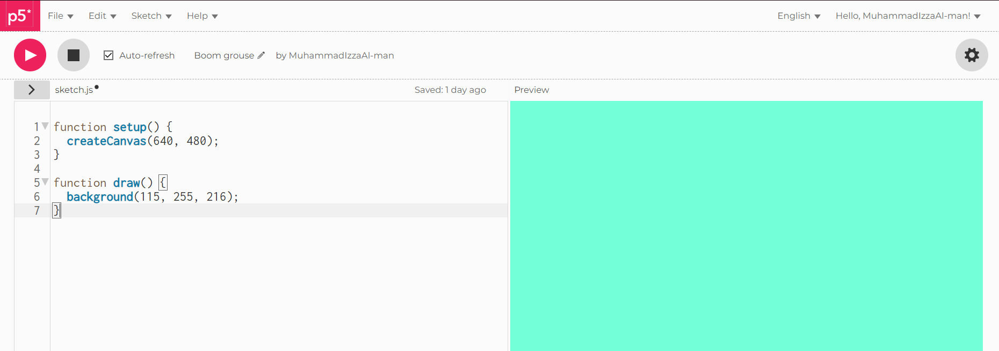 p5* File Edit Sketch Help English Hello, MuhammadIzzaAl-man!
Auto-refresh Boom grouse by MuhammadIzzaAl-man
sketch.js Saved: 1 day ago Preview
1 function setup() {
2 createCanvas(640, 480);
3 }
4
5 function draw() {
6 background(115, 255, 216);
7 }